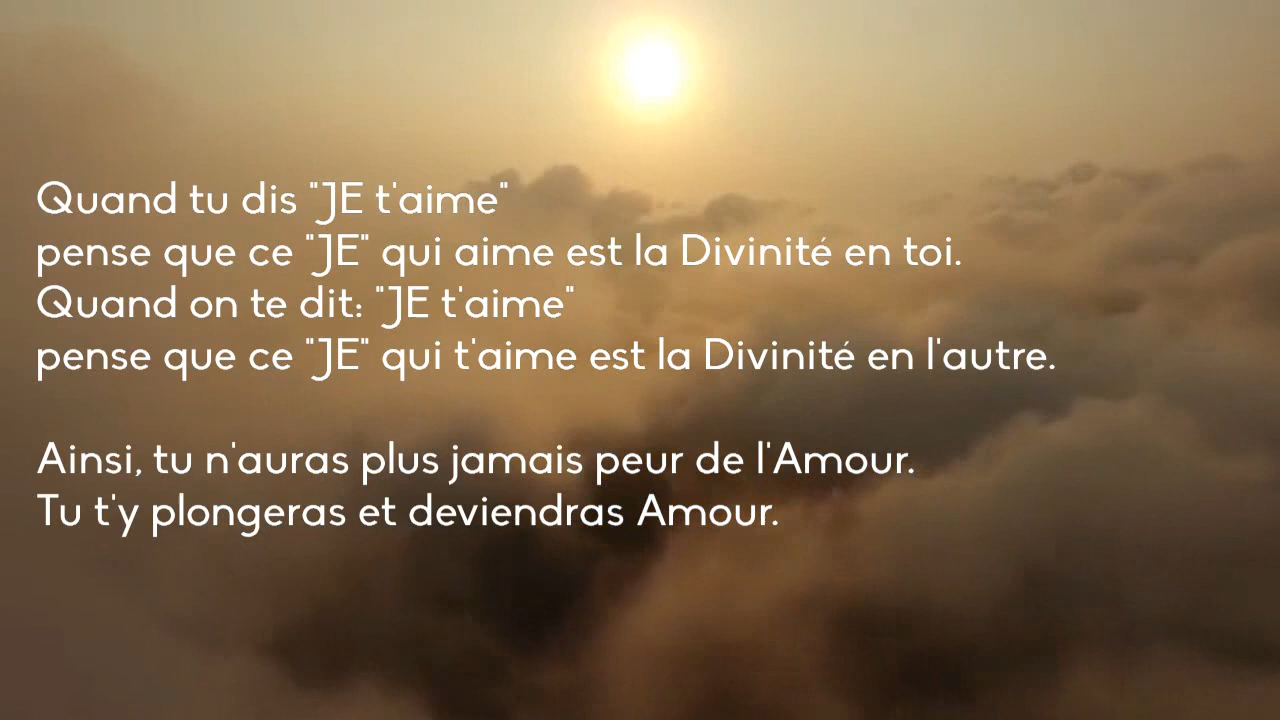 Quand tu dis "JE t'aime"
pense que ce "JE" qui aime est la Divinité en toi.
Quand on te dit: "JE t'aime"
pense que ce "JE" qui t'aime est la Divinité en l'autre.
Ainsi, tu n'auras plus jamais peur de l'Amour.
Tu t'y plongeras et deviendras Amour.